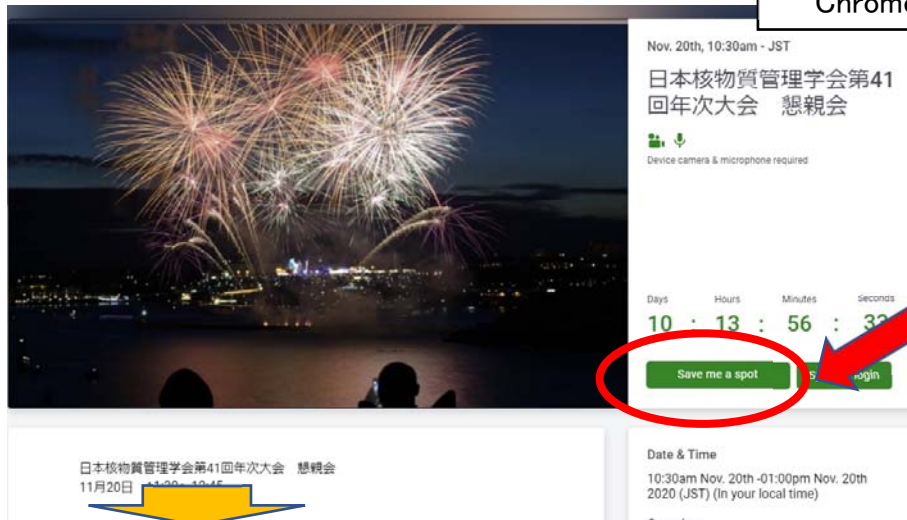 Chrome
Nov. 20th, 10:30am - JST
日本核物質管理学会第41
回年次大会　懇親会
Device camera & microphone required
Days Hours Minutes Seconds
10 : 13 : 56 :
Save me a spot
login
日本核物質管理学会第41回年次大会　懇親会
11月20日
Date & Time
10:30am Nov. 20th -01:00pm Nov. 20th
2020 (JST) (In your local time)